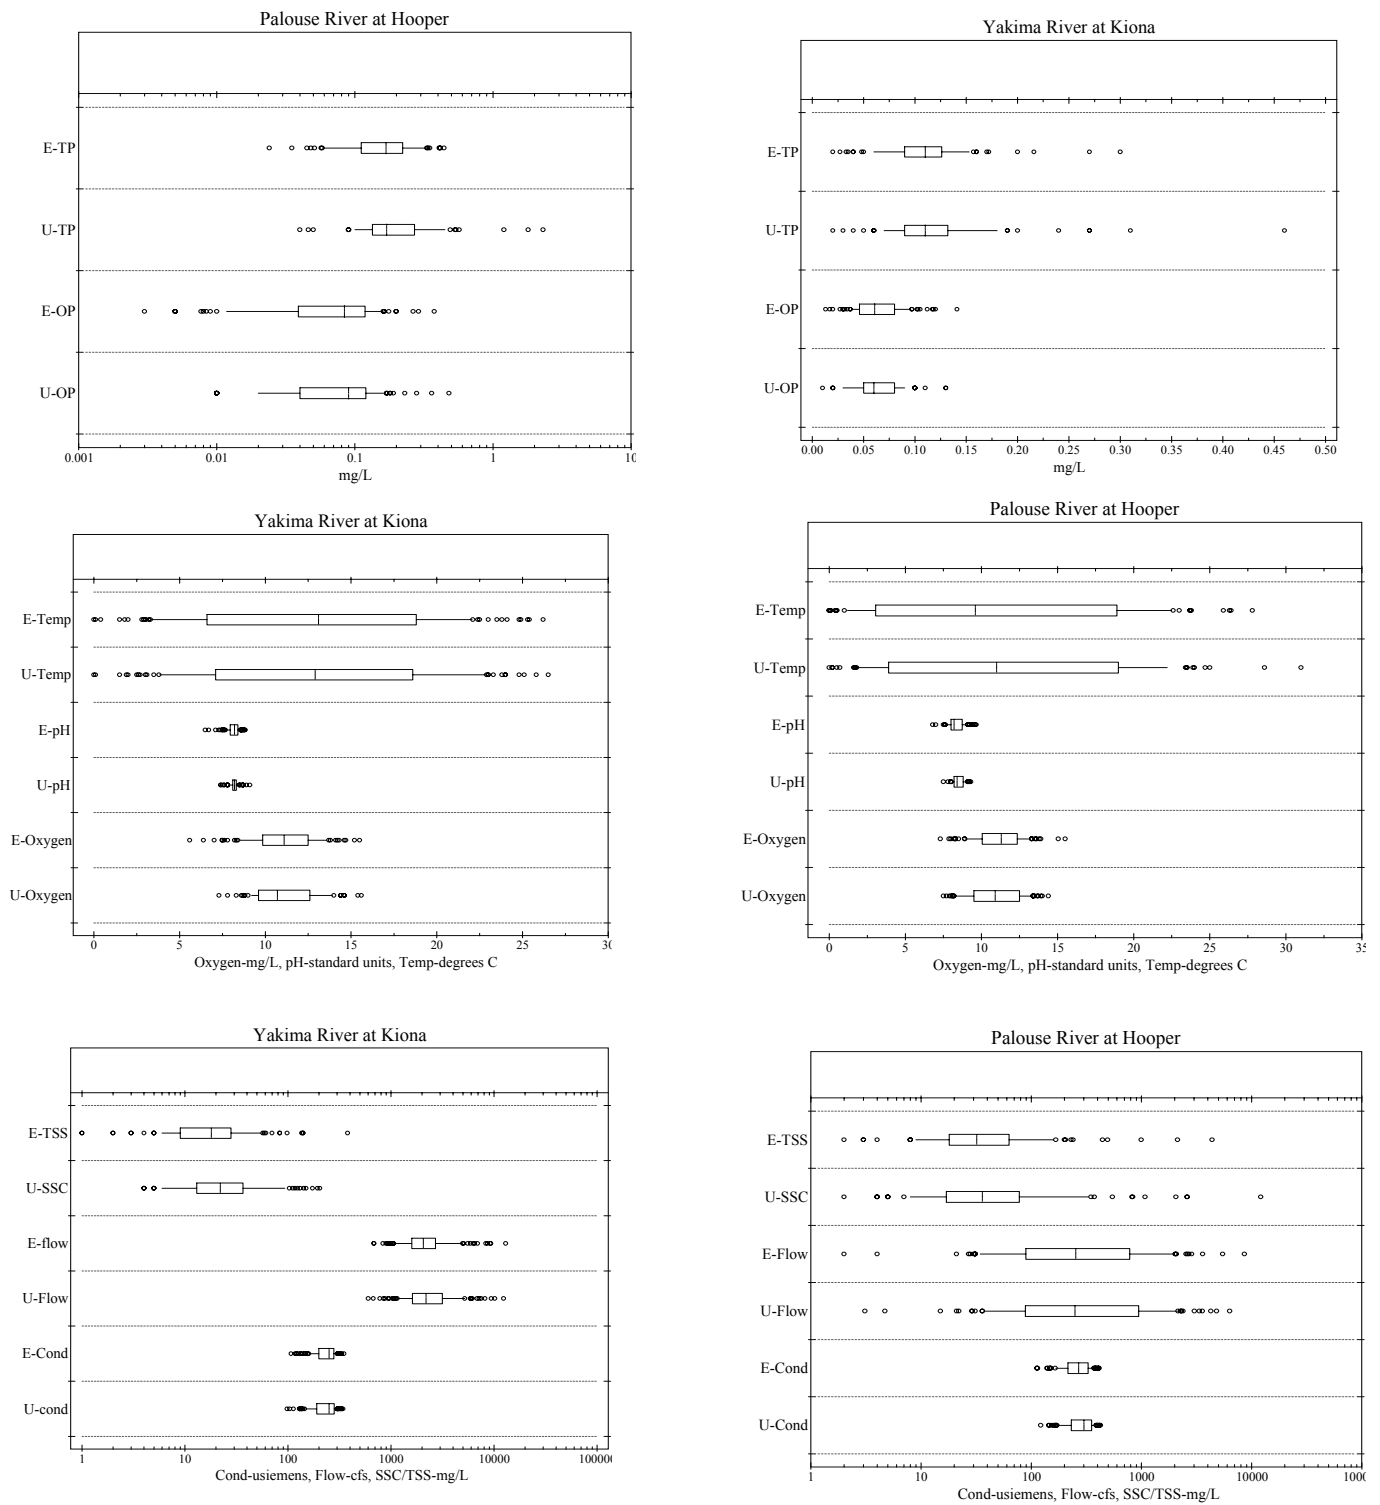 Palouse River at Hooper
E-TP
U-TP
E-OP
U-OP
0.001 0.01 0.1 1 10
mg/L
Yakima River at Kiona
E-TP
U-TP
E-OP
U-OP
0.00 0.05 0.10 0.15 0.20 0.25 0.30 0.35 0.40 0.45 0.50
mg/L
Yakima River at Kiona
E-Temp
U-Temp
E-pH
U-pH
E-Oxygen
U-Oxygen
0 5 10 15 20 25 30
Oxygen-mg/L, pH-standard units, Temp-degrees C
Palouse River at Hooper
E-Temp
U-Temp
E-pH
U-pH
E-Oxygen
U-Oxygen
0 5 10 15 20 25 30 35
Oxygen-mg/L, pH-standard units, Temp-degrees C
Yakima River at Kiona
E-TSS
U-SSC
E-flow
U-Flow
E-Cond
U-cond
1 10 100 1000 10000 10000
Cond-usiemens, Flow-cfs, SSC/TSS-mg/L
Palouse River at Hooper
E-TSS
U-SSC
E-Flow
U-Flow
E-Cond
U-Cond
1 10 100 1000 10000 1000
Cond-usiemens, Flow-cfs, SSC/TSS-mg/L